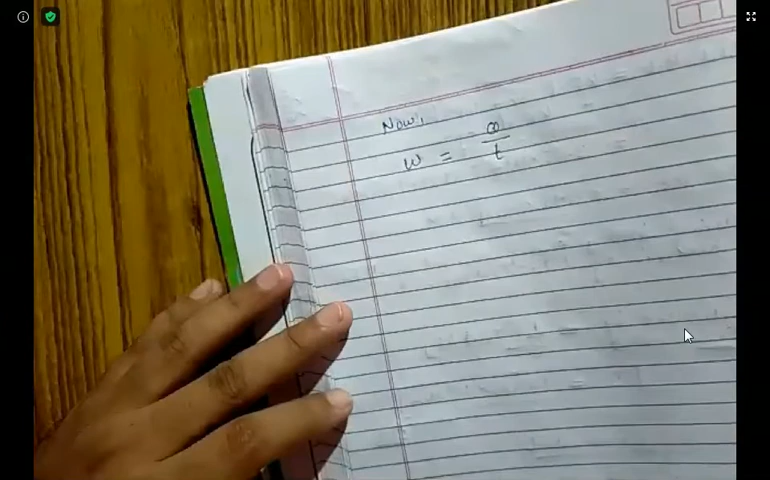 Now,
w = ∞/t